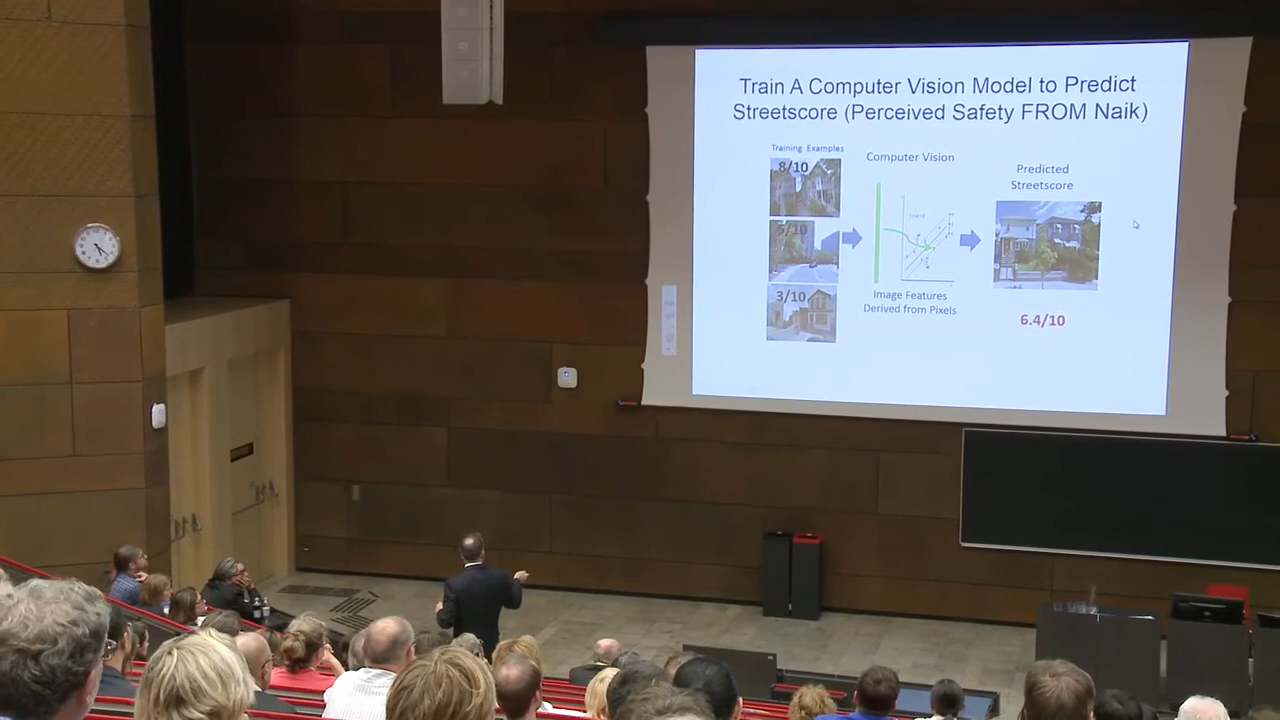 Train A Computer Vision Model to Predict
Streetscore (Perceived Safety FROM Naik)
Training Examples
8/10
5/10
3/10
Computer Vision
Image Features
Derived from Pixels
Predicted
Streetscore
6.4/10